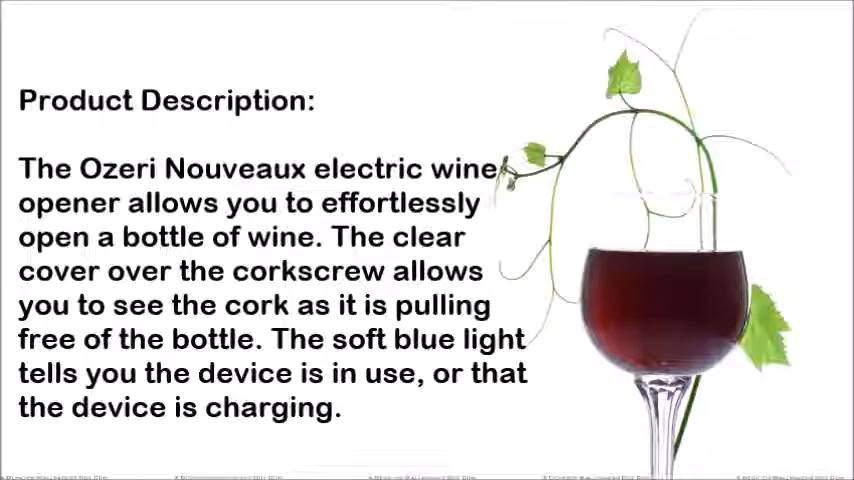 Product Description:
The Ozeri Nouveaux electric wine
opener allows you to effortlessly
open a bottle of wine. The clear
cover over the corkscrew allows
you to see the cork as it is pulling
free of the bottle. The soft blue light
tells you the device is in use, or that
the device is charging.